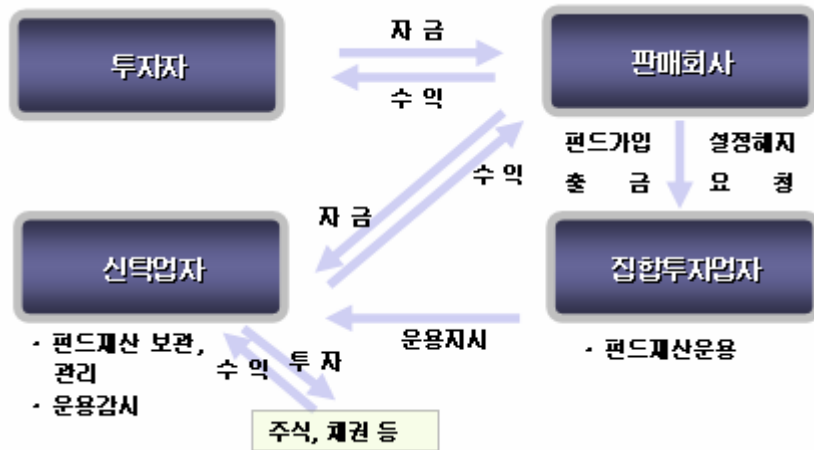 자 금
투자자
판매회사
수 익
펀드가입 설정해지
출 금 요 청
수 익
자 금
신탁업자
집합투자업자
운용지시
· 펀드재산 보관,
관리
· 운용감시
수 익
투 자
· 펀드재산운용
주식, 채권 등